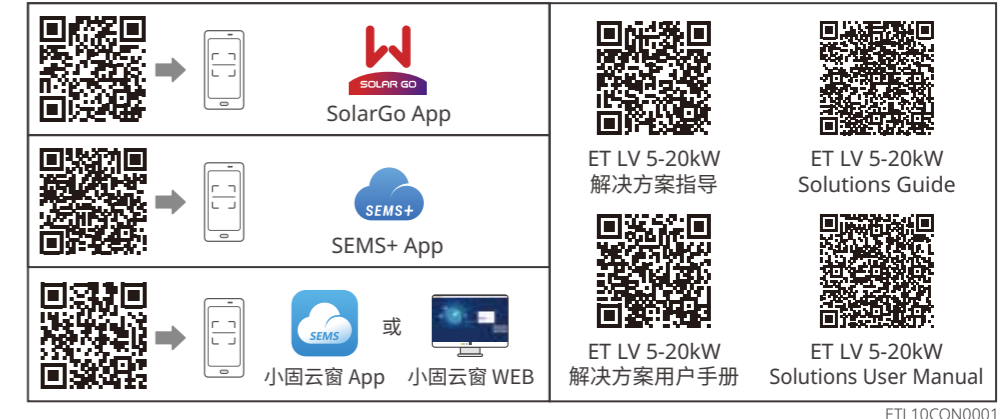 SOLAR GO
SolarGo App
SEMS+
SEMS+ App
SEMS
或
小固云窗 App
小固云窗 WEB
ET LV 5-20kW
解决方案指导
ET LV 5-20kW
Solutions Guide
ET LV 5-20kW
解决方案用户手册
ET LV 5-20kW
Solutions User Manual
ETL10CON0001